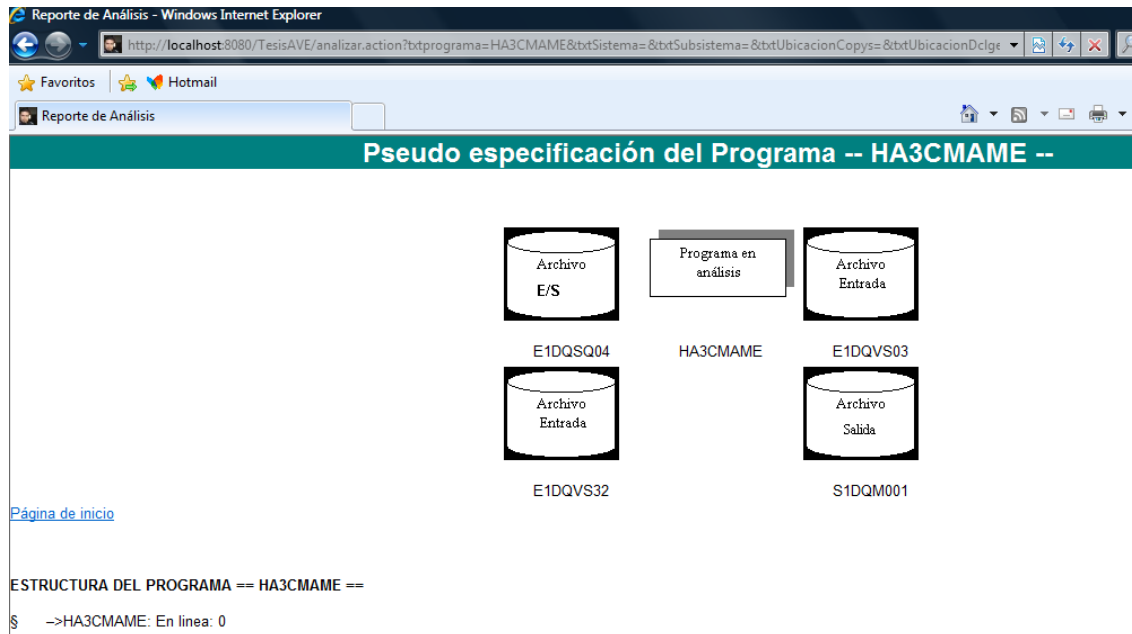 Reporte de Análisis - Windows Internet Explorer
http://localhost:8080/TesisAVE/analizar.action?txtprograma=HA3CMAME&txtSistema=&txtSubsistema=&txtUbicacionCopys=&txtUbicacionDclge
Favoritos Hotmail
Reporte de Análisis
Pseudo especificación del Programa -- HA3CMAME --
Archivo
E/S
Programa en
análisis
Archivo
Entrada
E1DQSQ04 HA3CMAME E1DQVS03
Archivo
Entrada
Archivo
Salida
E1DQVS32 S1DQM001
Página de inicio
ESTRUCTURA DEL PROGRAMA == HA3CMAME ==
§ –>HA3CMAME: En linea: 0